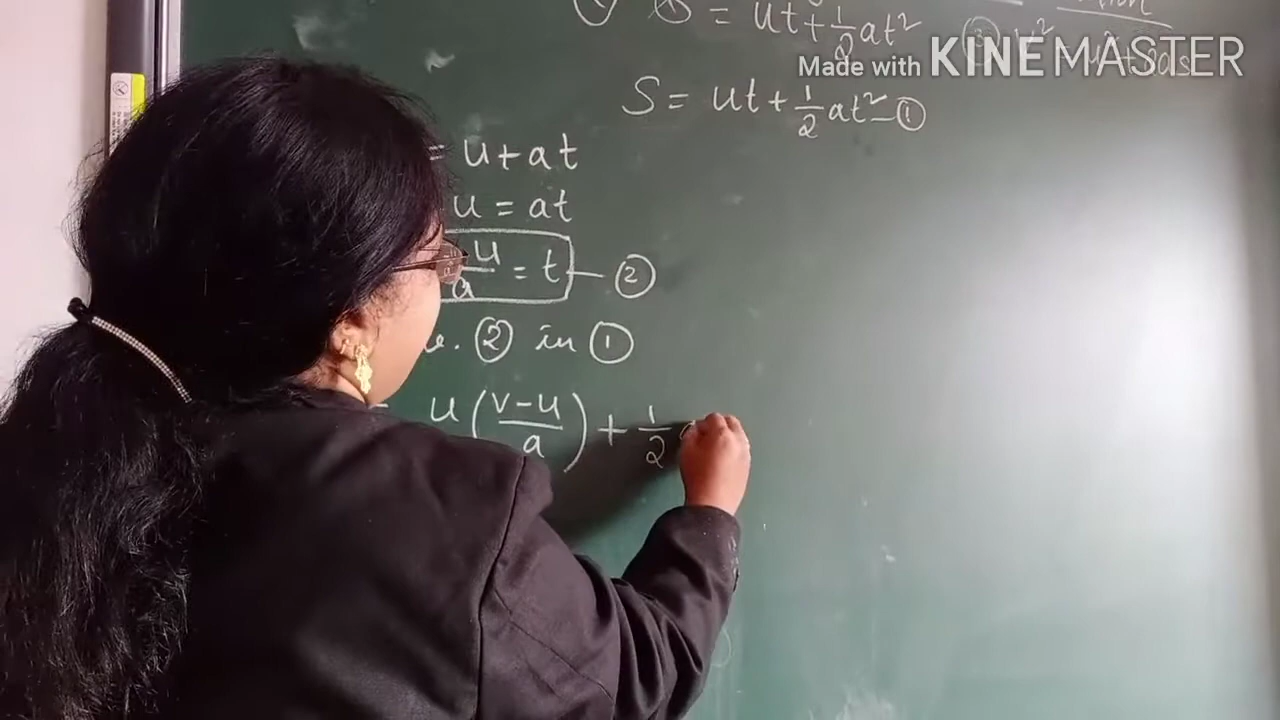 S = ut + 1/2 at²
Made with KINEMASTER
S = ut + 1/2 at² — ①
= u + at
u = at
u/a = t — ②
② in ①
u ( v - u / a ) + 1/2